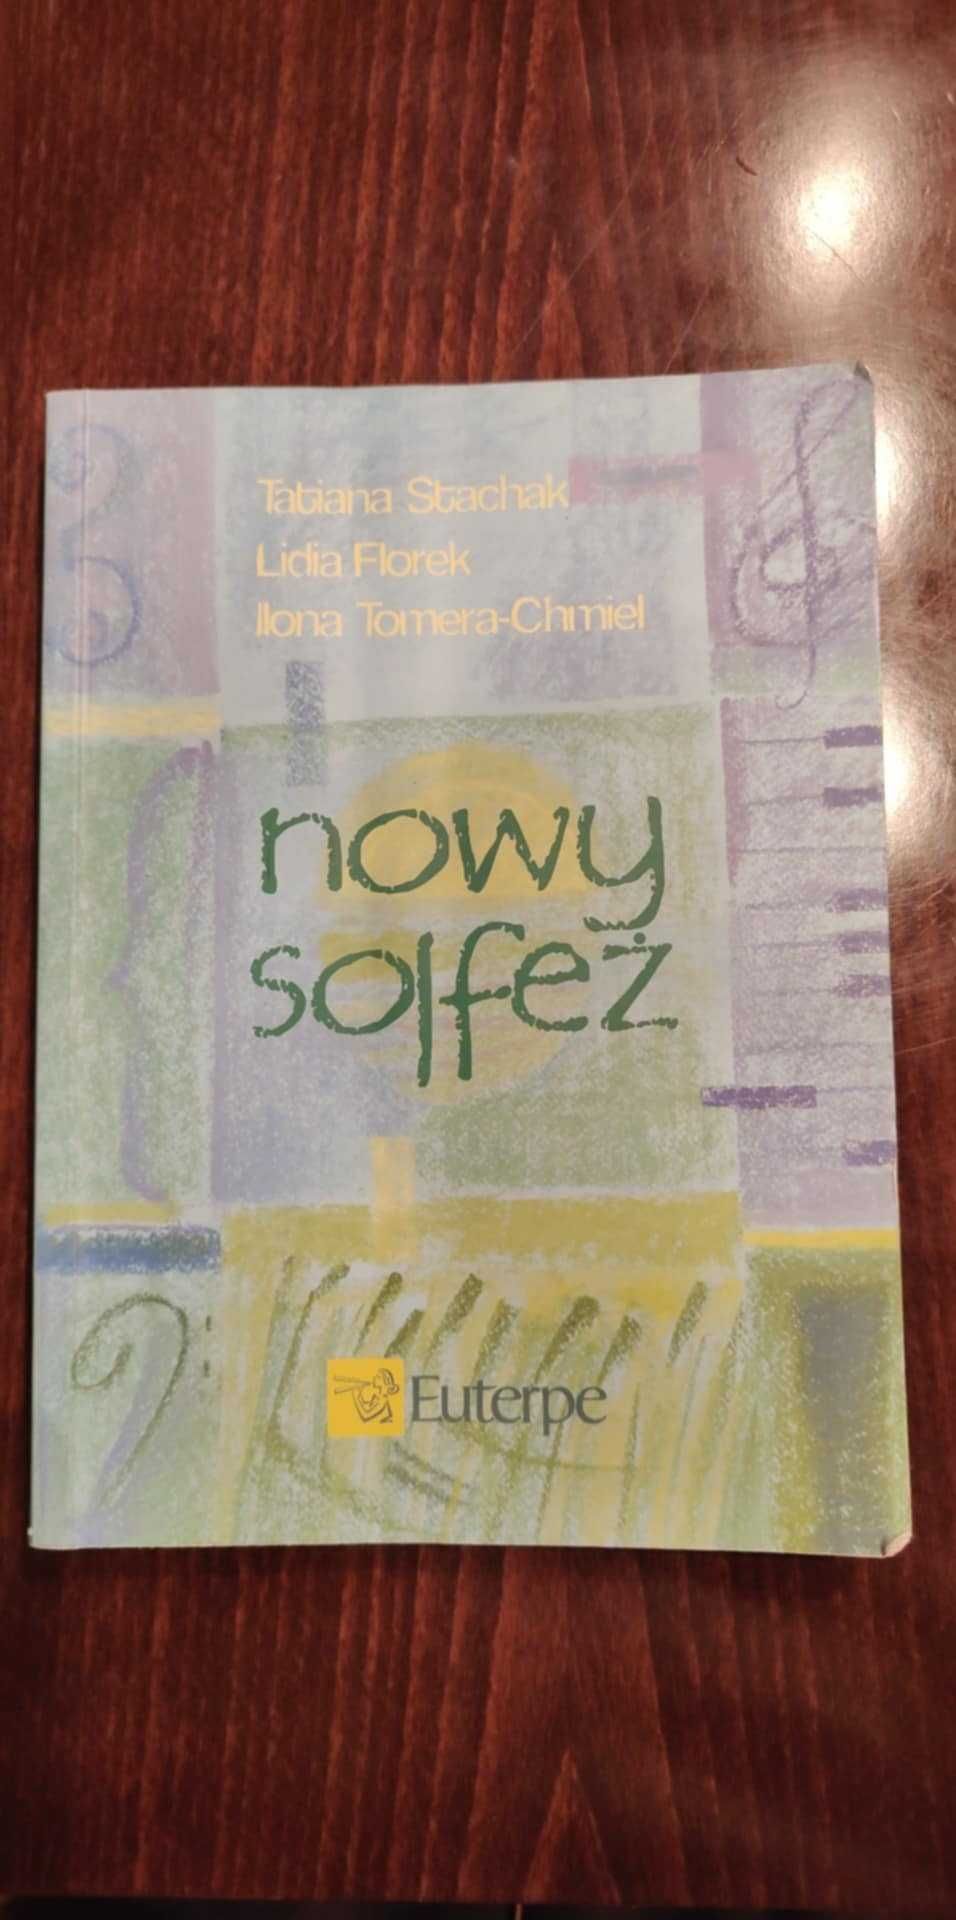 Tatiana Stachak
Lidia Florek
Ilona Tomera-Chmiel
nowy
solfeż
Euterpe